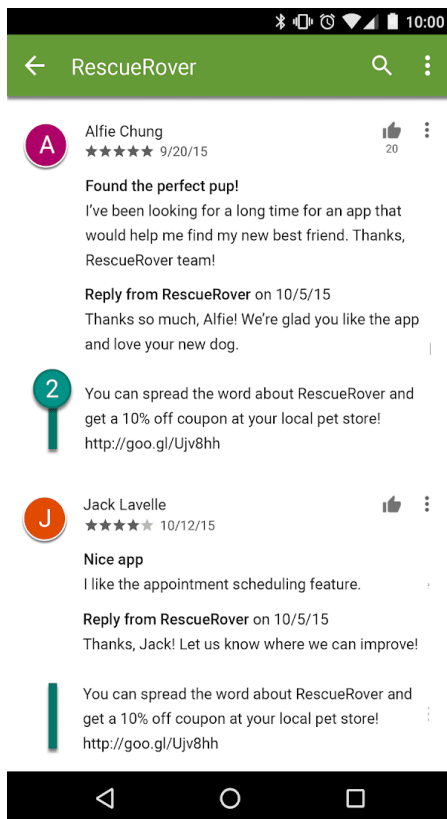 10:00
RescueRover
A
Alfie Chung
9/20/15
20
Found the perfect pup!
I've been looking for a long time for an app that
would help me find my new best friend. Thanks,
RescueRover team!
Reply from RescueRover on 10/5/15
Thanks so much, Alfie! We're glad you like the app
and love your new dog.
2
You can spread the word about RescueRover and
get a 10% off coupon at your local pet store!
http://goo.gl/Ujv8hh
J
Jack Lavelle
10/12/15
Nice app
I like the appointment scheduling feature.
Reply from RescueRover on 10/5/15
Thanks, Jack! Let us know where we can improve!
You can spread the word about RescueRover and
get a 10% off coupon at your local pet store!
http://goo.gl/Ujv8hh